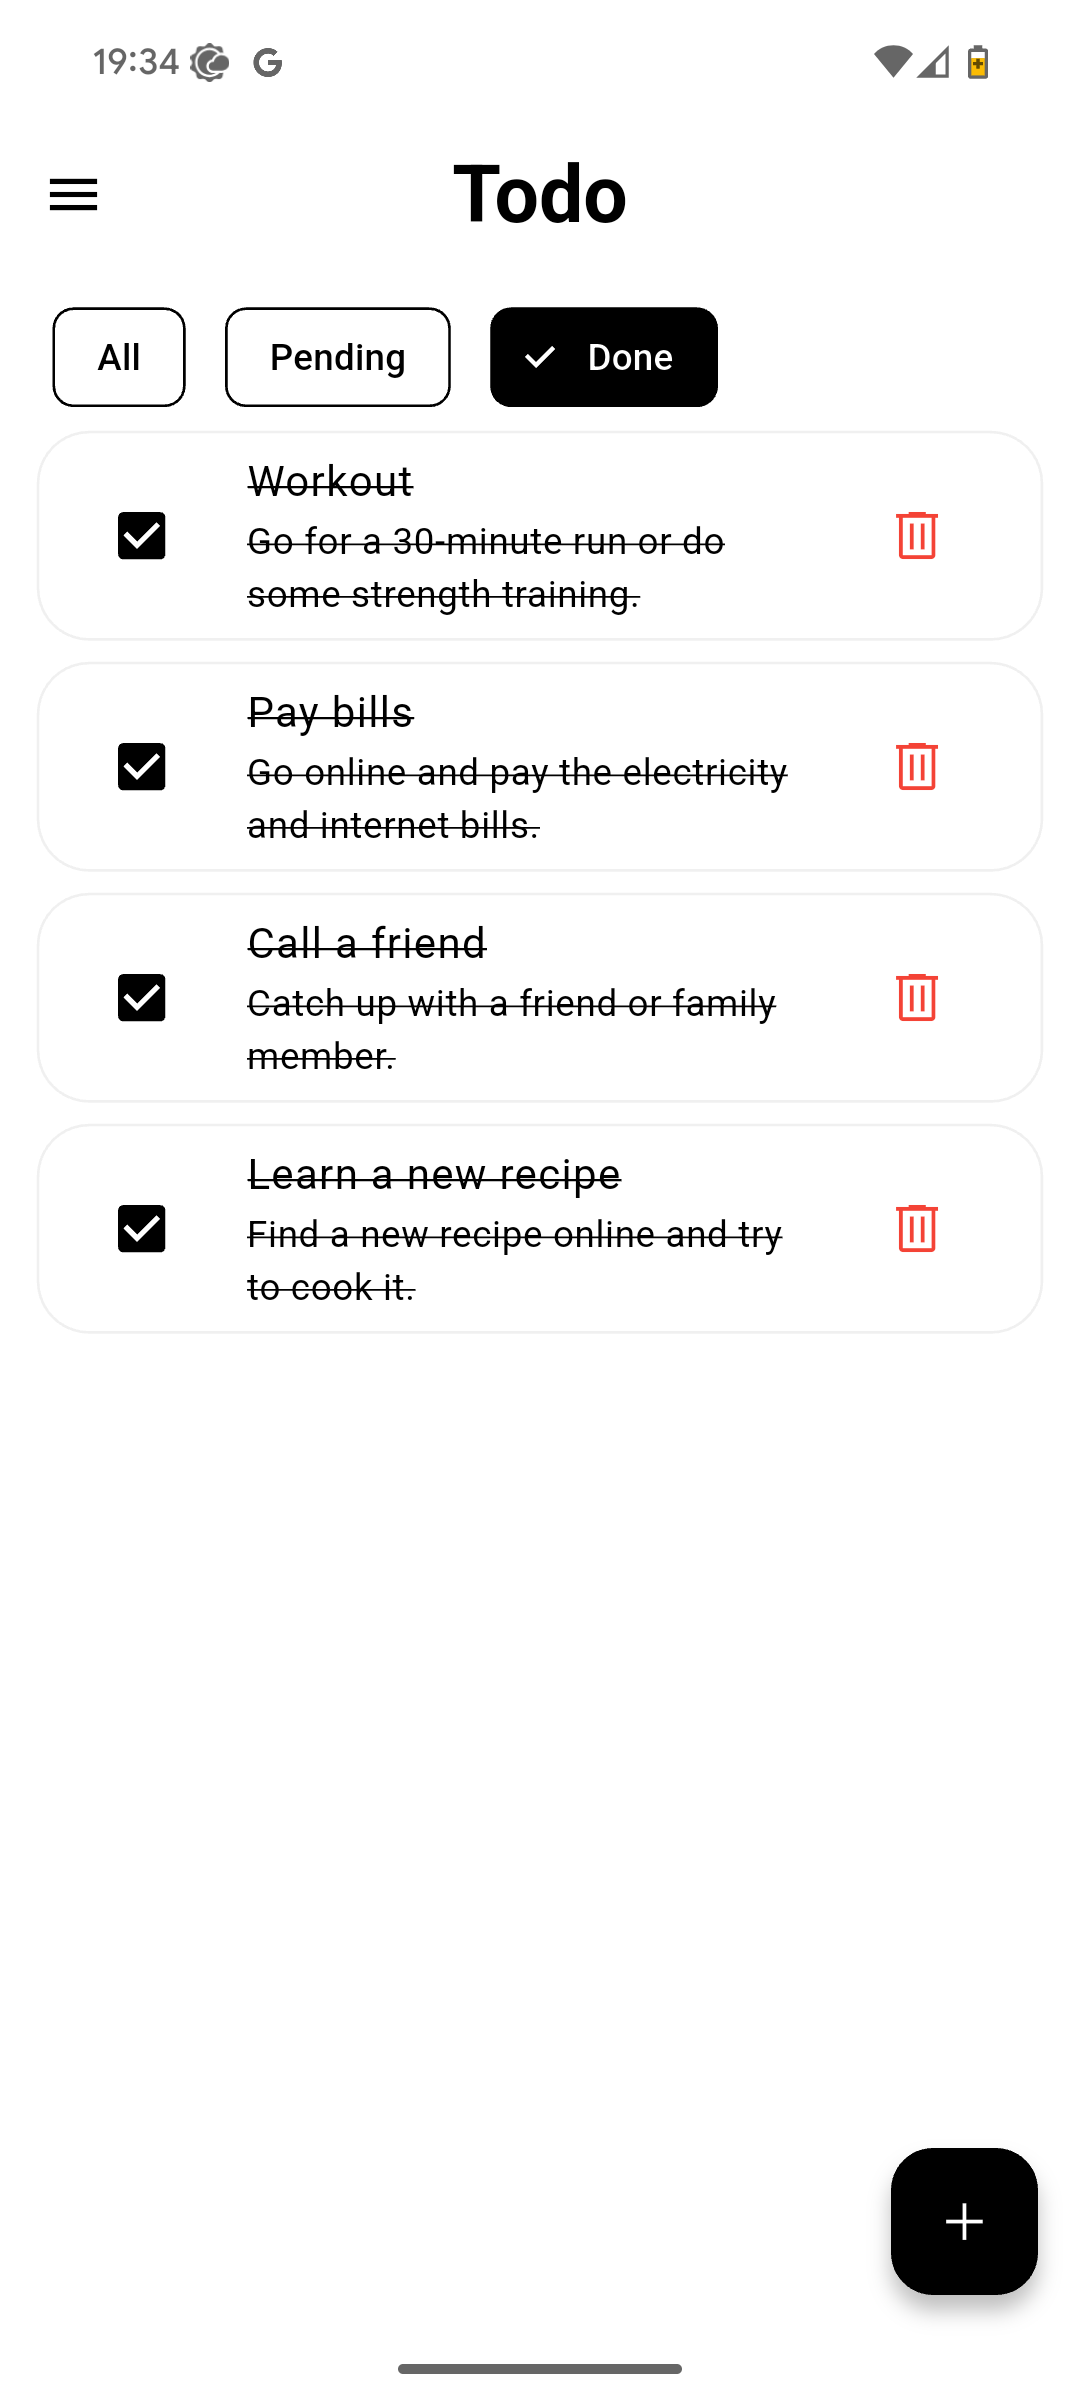 19:34
Todo
All
Pending
Done
Workout
Go for a 30-minute run or do
some strength training.
Pay bills
Go online and pay the electricity
and internet bills.
Call a friend
Catch up with a friend or family
member.
Learn a new recipe
Find a new recipe online and try
to cook it.